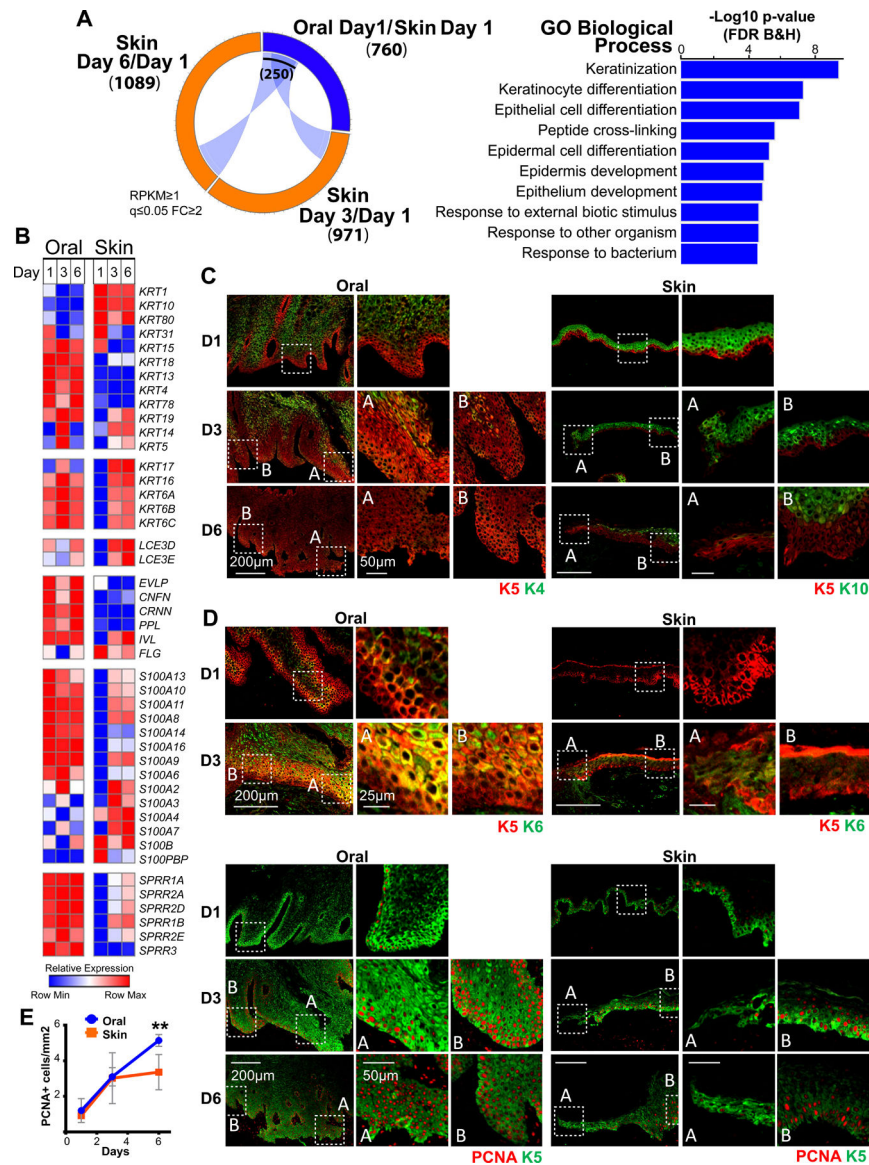 A
Skin
Day 6/Day 1
(1089)
Oral Day1/Skin Day 1
(760)
(250)
Skin
Day 3/Day 1
(971)
RPKM≥1
q≤0.05 FC≥2
GO Biological
Process
-Log10 p-value
(FDR B&H)
0 4 8
Keratinization
Keratinocyte differentiation
Epithelial cell differentiation
Peptide cross-linking
Epidermal cell differentiation
Epidermis development
Epithelium development
Response to external biotic stimulus
Response to other organism
Response to bacterium
B
Oral Skin
Day 1 3 6 1 3 6
KRT1
KRT10
KRT80
KRT31
KRT15
KRT18
KRT13
KRT4
KRT78
KRT19
KRT14
KRT5
KRT17
KRT16
KRT6A
KRT6B
KRT6C
LCE3D
LCE3E
EVLP
CNFN
CRNN
PPL
IVL
FLG
S100A13
S100A10
S100A11
S100A8
S100A14
S100A16
S100A9
S100A6
S100A2
S100A3
S100A4
S100A7
S100B
S100PBP
SPRR1A
SPRR2A
SPRR2D
SPRR1B
SPRR2E
SPRR3
Relative Expression
Row Min Row Max
C
Oral Skin
D1
D3
B A A B A B A B
D6
B A A B A B A B
200µm 50µm
K5 K4 K5 K10
D
Oral Skin
D1
D3
B A A B A B A B
200µm 25µm
K5 K6 K5 K6
Oral Skin
D1
D3
B A A B A B A B
D6
200µm 50µm
B A A B A B A B
PCNA K5 PCNA K5
E
Oral
Skin
**
PCNA+ cells/mm2
6
4
2
0
0 2 4 6
Days